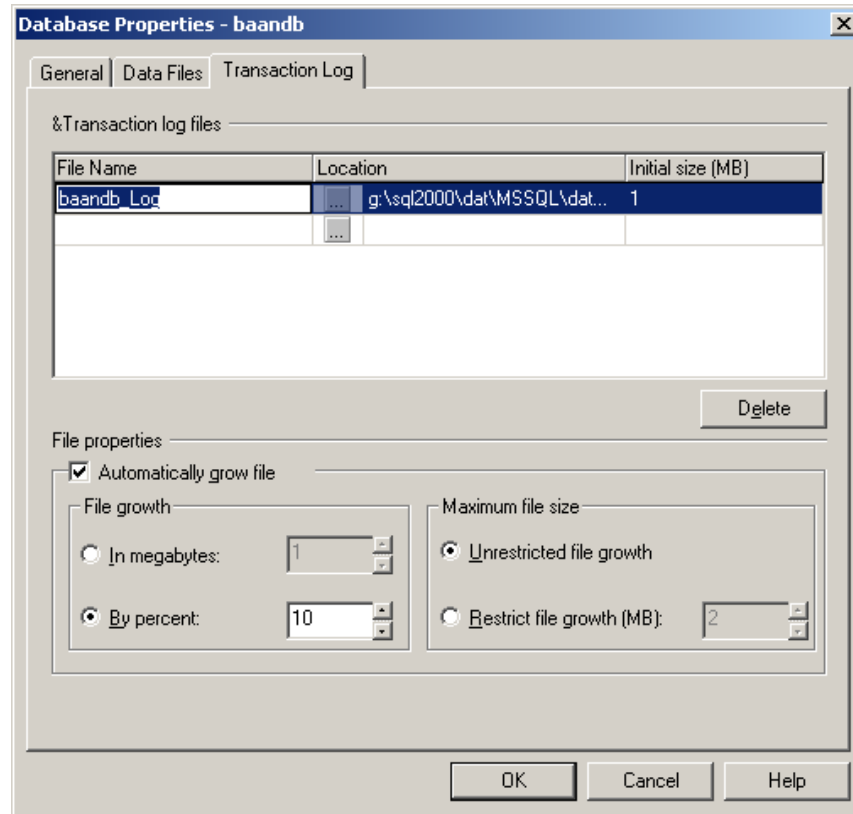 Database Properties - baandb
General Data Files Transaction Log
&Transaction log files
File Name Location Initial size (MB)
baandb_Log ... g:\sql2000\dat\MSSQL\dat... 1
...
Delete
File properties
Automatically grow file
File growth Maximum file size
In megabytes: 1 Unrestricted file growth
By percent: 10 Restrict file growth (MB): 2
OK Cancel Help